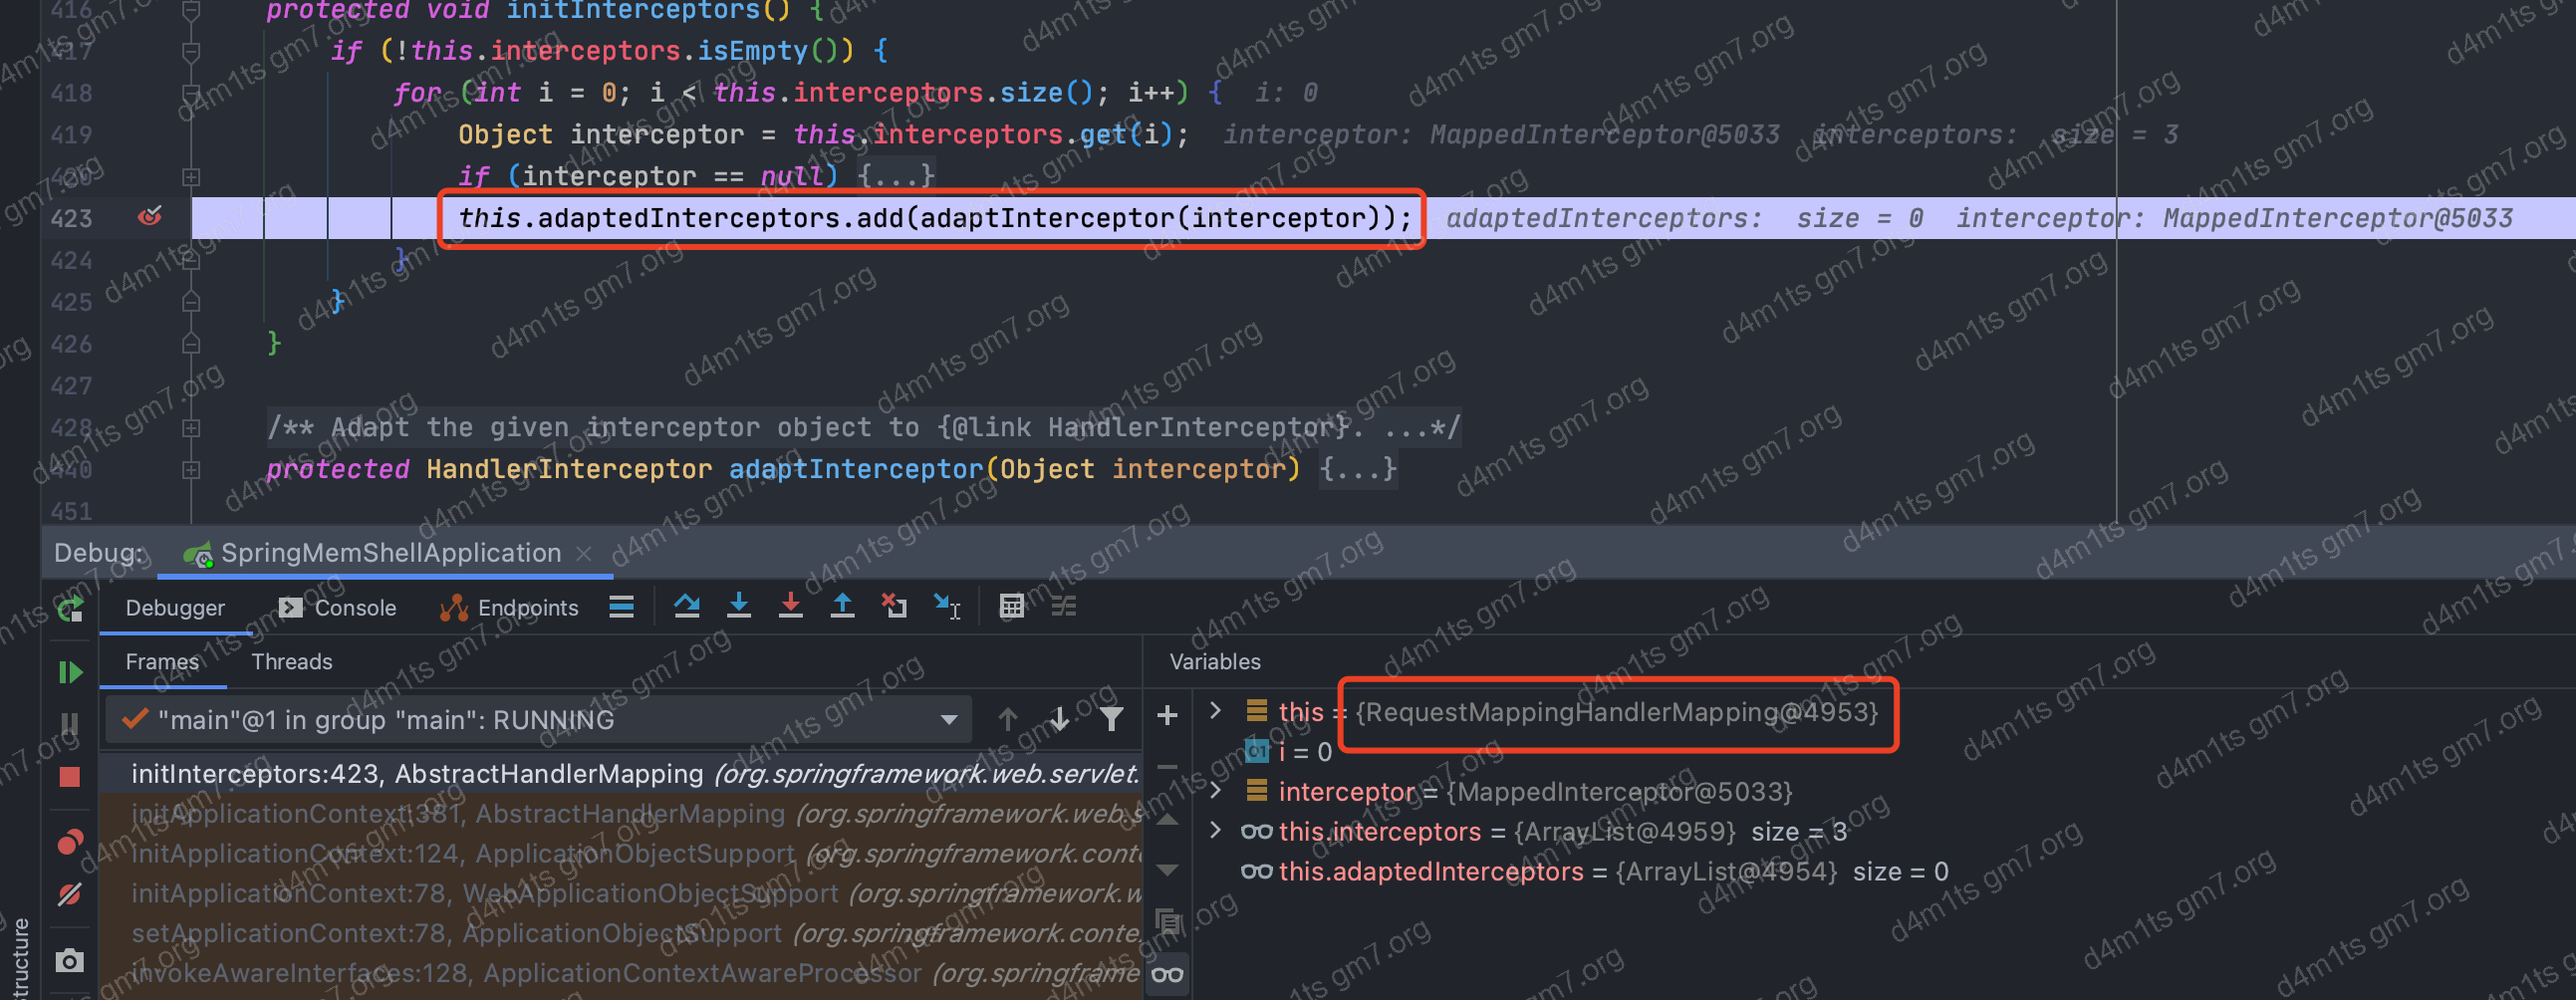 416 protected void initInterceptors() {
417 if (!this.interceptors.isEmpty()) {
418 for (int i = 0; i < this.interceptors.size(); i++) { i: 0
419 Object interceptor = this.interceptors.get(i); interceptor: MappedInterceptor@5033 interceptors: size = 3
420 if (interceptor == null) {...}
423 this.adaptedInterceptors.add(adaptInterceptor(interceptor)); adaptedInterceptors: size = 0 interceptor: MappedInterceptor@5033
424 }
425 }
426 }
427
428 /** Adapt the given interceptor object to {@link HandlerInterceptor}. ...*/
440 protected HandlerInterceptor adaptInterceptor(Object interceptor) {...}
451
Debug: SpringMemShellApplication
Debugger Console Endpoints
Frames Threads Variables
"main"@1 in group "main": RUNNING
initInterceptors:423, AbstractHandlerMapping (org.springframework.web.servlet.
initApplicationContext:381, AbstractHandlerMapping (org.springframework.web.s
initApplicationContext:124, ApplicationObjectSupport (org.springframework.conte
initApplicationContext:78, WebApplicationObjectSupport (org.springframework.w
setApplicationContext:78, ApplicationObjectSupport (org.springframework.conte
invokeAwareInterfaces:128, ApplicationContextAwareProcessor (org.springframe
this = {RequestMappingHandlerMapping@4953}
01 i = 0
interceptor = {MappedInterceptor@5033}
this.interceptors = {ArrayList@4959} size = 3
this.adaptedInterceptors = {ArrayList@4954} size = 0
structure
d4m1ts gm7.org